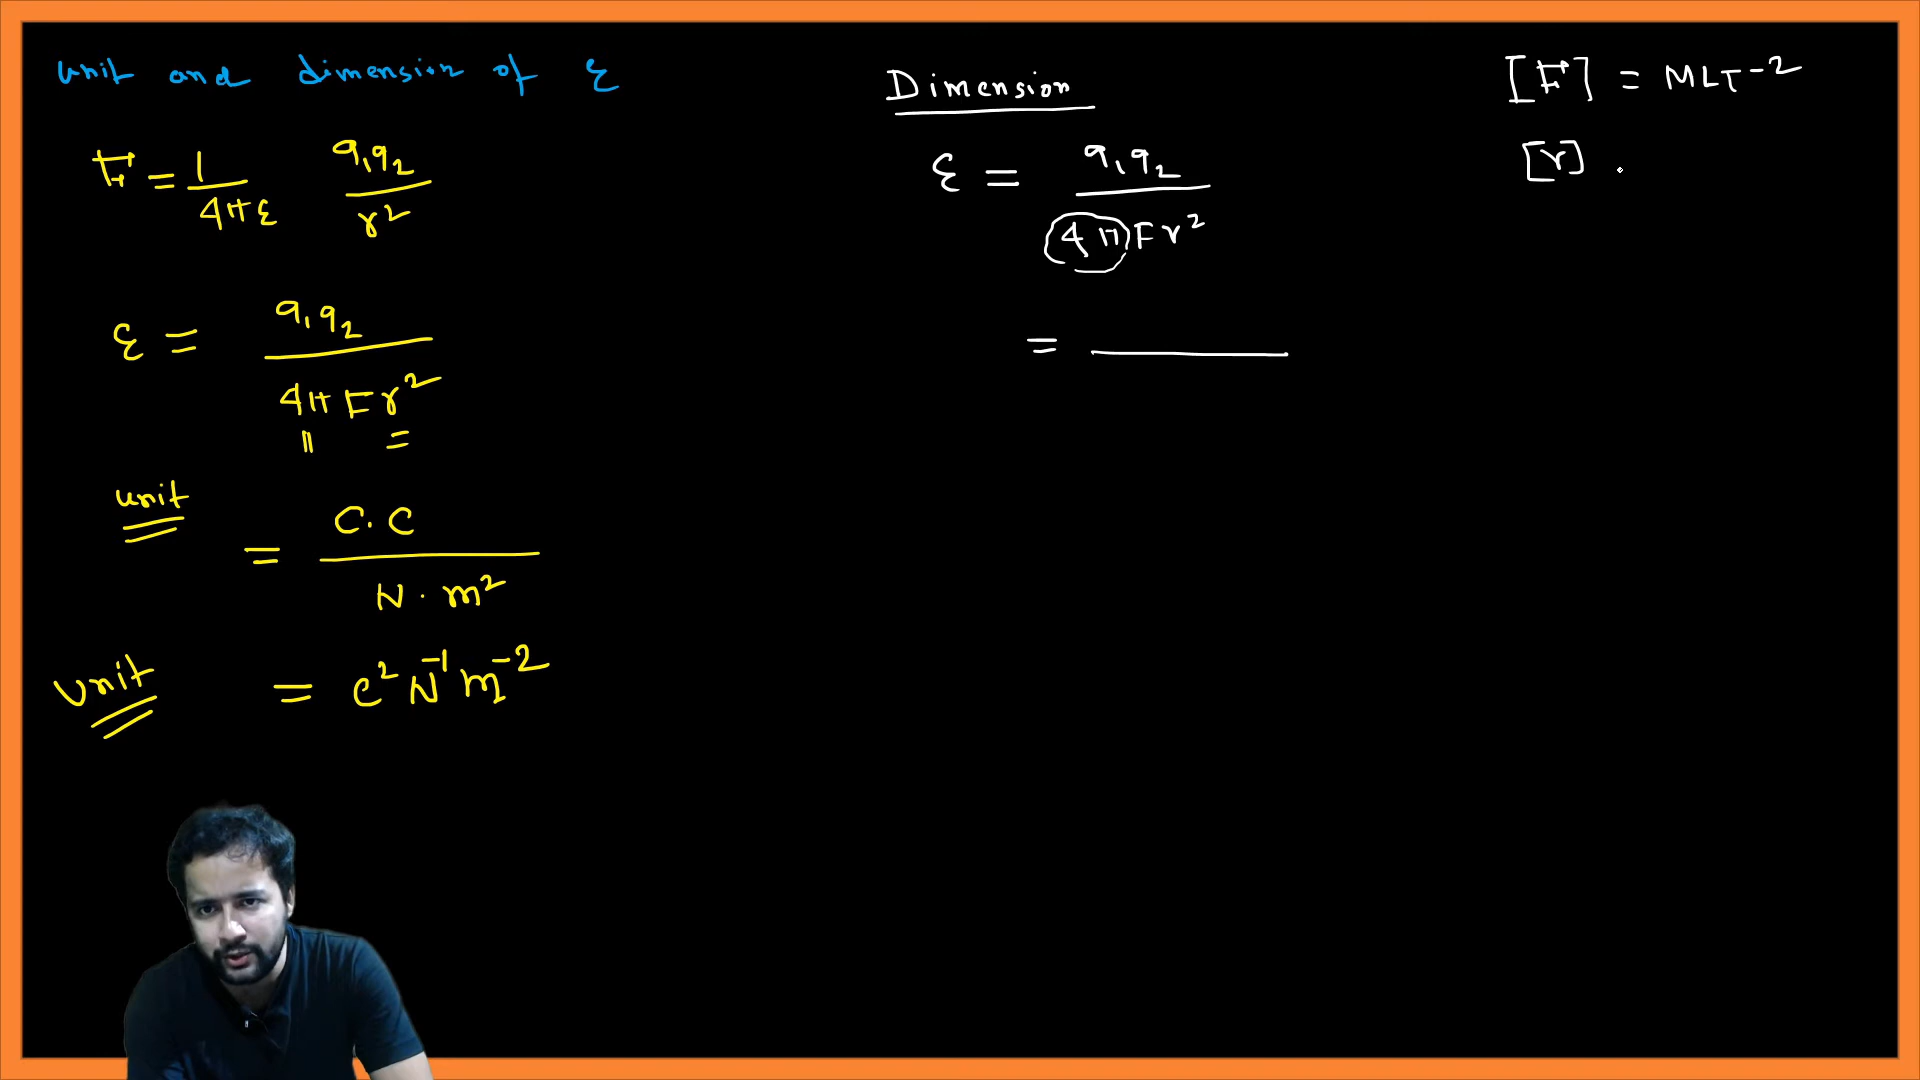 unit and dimension of ε
F = 1/4πε q₁q₂/r²
ε = q₁q₂/4πFr²
unit
= C.C/N.m²
unit = C²N⁻¹m⁻²
Dimension
ε = q₁q₂/4πFr²
=
[F] = MLT-2
[r]